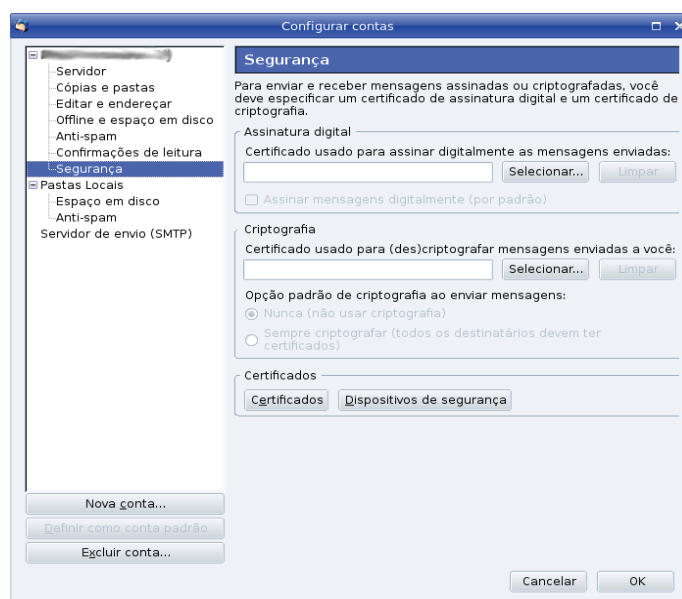 Configurar contas
Servidor
Cópias e pastas
Editar e endereçar
Offline e espaço em disco
Anti-spam
Confirmações de leitura
Segurança
Pastas Locais
Espaço em disco
Anti-spam
Servidor de envio (SMTP)
Nova conta...
Definir como conta padrão
Excluir conta...
Segurança
Para enviar e receber mensagens assinadas ou criptografadas, você
deve especificar um certificado de assinatura digital e um certificado de
criptografia.
Assinatura digital
Certificado usado para assinar digitalmente as mensagens enviadas:
Selecionar... Limpar
Assinar mensagens digitalmente (por padrão)
Criptografia
Certificado usado para (des)criptografar mensagens enviadas a você:
Selecionar... Limpar
Opção padrão de criptografia ao enviar mensagens:
Nunca (não usar criptografia)
Sempre criptografar (todos os destinatários devem ter
certificados)
Certificados
Certificados Dispositivos de segurança
Cancelar OK